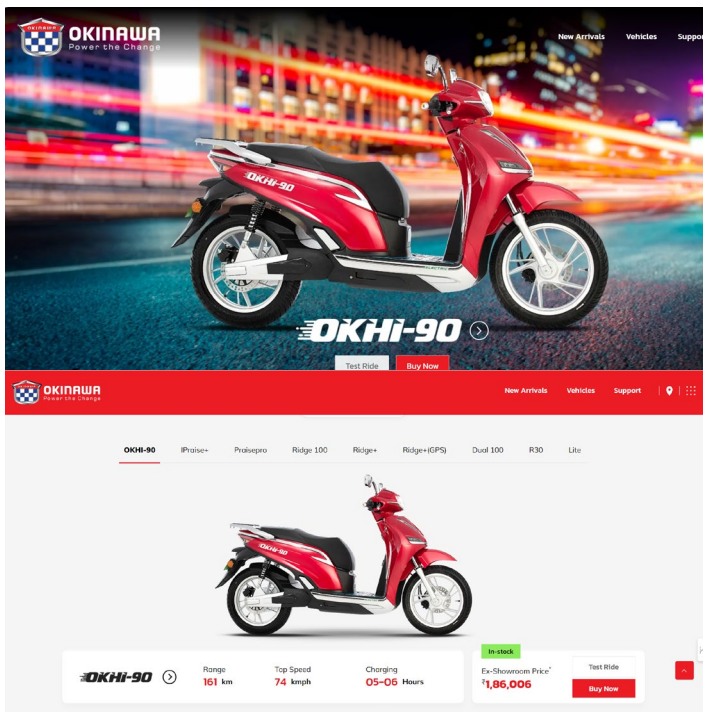 OKINAWA
OKINAWA
Power the Change
New Arrivals Vehicles
OKHi-90
OKHi-90
Test Ride Buy Now
OKINAWA
Power the Change
New Arrivals Vehicles Support
OKHI-90 IPraise+ Praisepro Ridge 100 Ridge+ Ridge+(GPS) Dual 100 R30 Lite
OKHi-90
In-stock
OKHi-90
Range Top Speed Charging
161 km 74 kmph 05-06 Hours
Ex-Showroom Price*
₹1,86,006
Test Ride
Buy Now